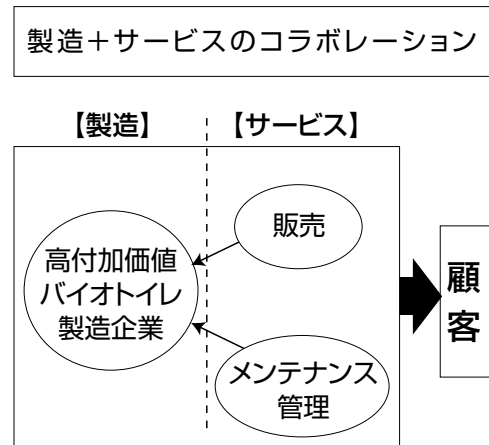 製造＋サービスのコラボレーション
【製造】
【サービス】
高付加価値
バイオトイレ
製造企業
販売
メンテナンス
管理
顧
客